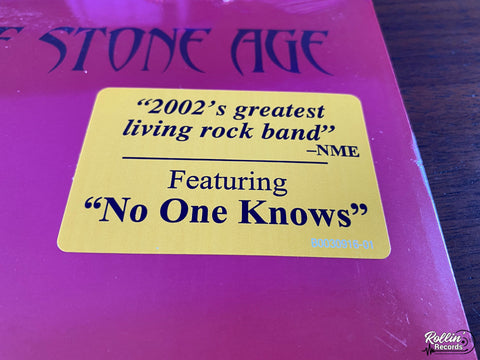 STONE AGE
“2002’s greatest
living rock band”
–NME
Featuring
“No One Knows”
Rollin'
Records